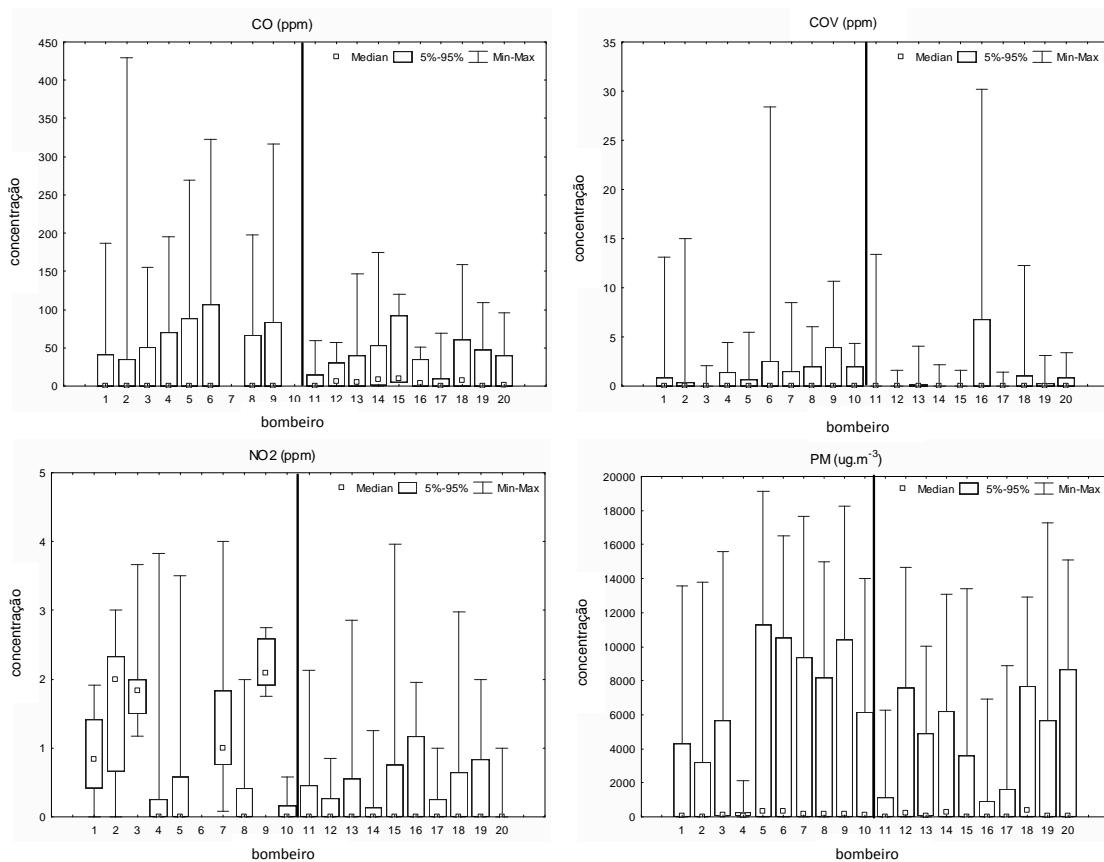 CO (ppm)
Median 5%-95% Min-Max
450
400
350
300
250
200
150
100
50
0
concentração
1 2 3 4 5 6 7 8 9 10 11 12 13 14 15 16 17 18 19 20
bombeiro
COV (ppm)
Median 5%-95% Min-Max
35
30
25
20
15
10
5
0
concentração
1 2 3 4 5 6 7 8 9 10 11 12 13 14 15 16 17 18 19 20
bombeiro
NO2 (ppm)
Median 5%-95% Min-Max
5
4
3
2
1
0
concentração
1 2 3 4 5 6 7 8 9 10 11 12 13 14 15 16 17 18 19 20
bombeiro
PM (ug.m-3)
Median 5%-95% Min-Max
20000
18000
16000
14000
12000
10000
8000
6000
4000
2000
0
concentração
1 2 3 4 5 6 7 8 9 10 11 12 13 14 15 16 17 18 19 20
bombeiro